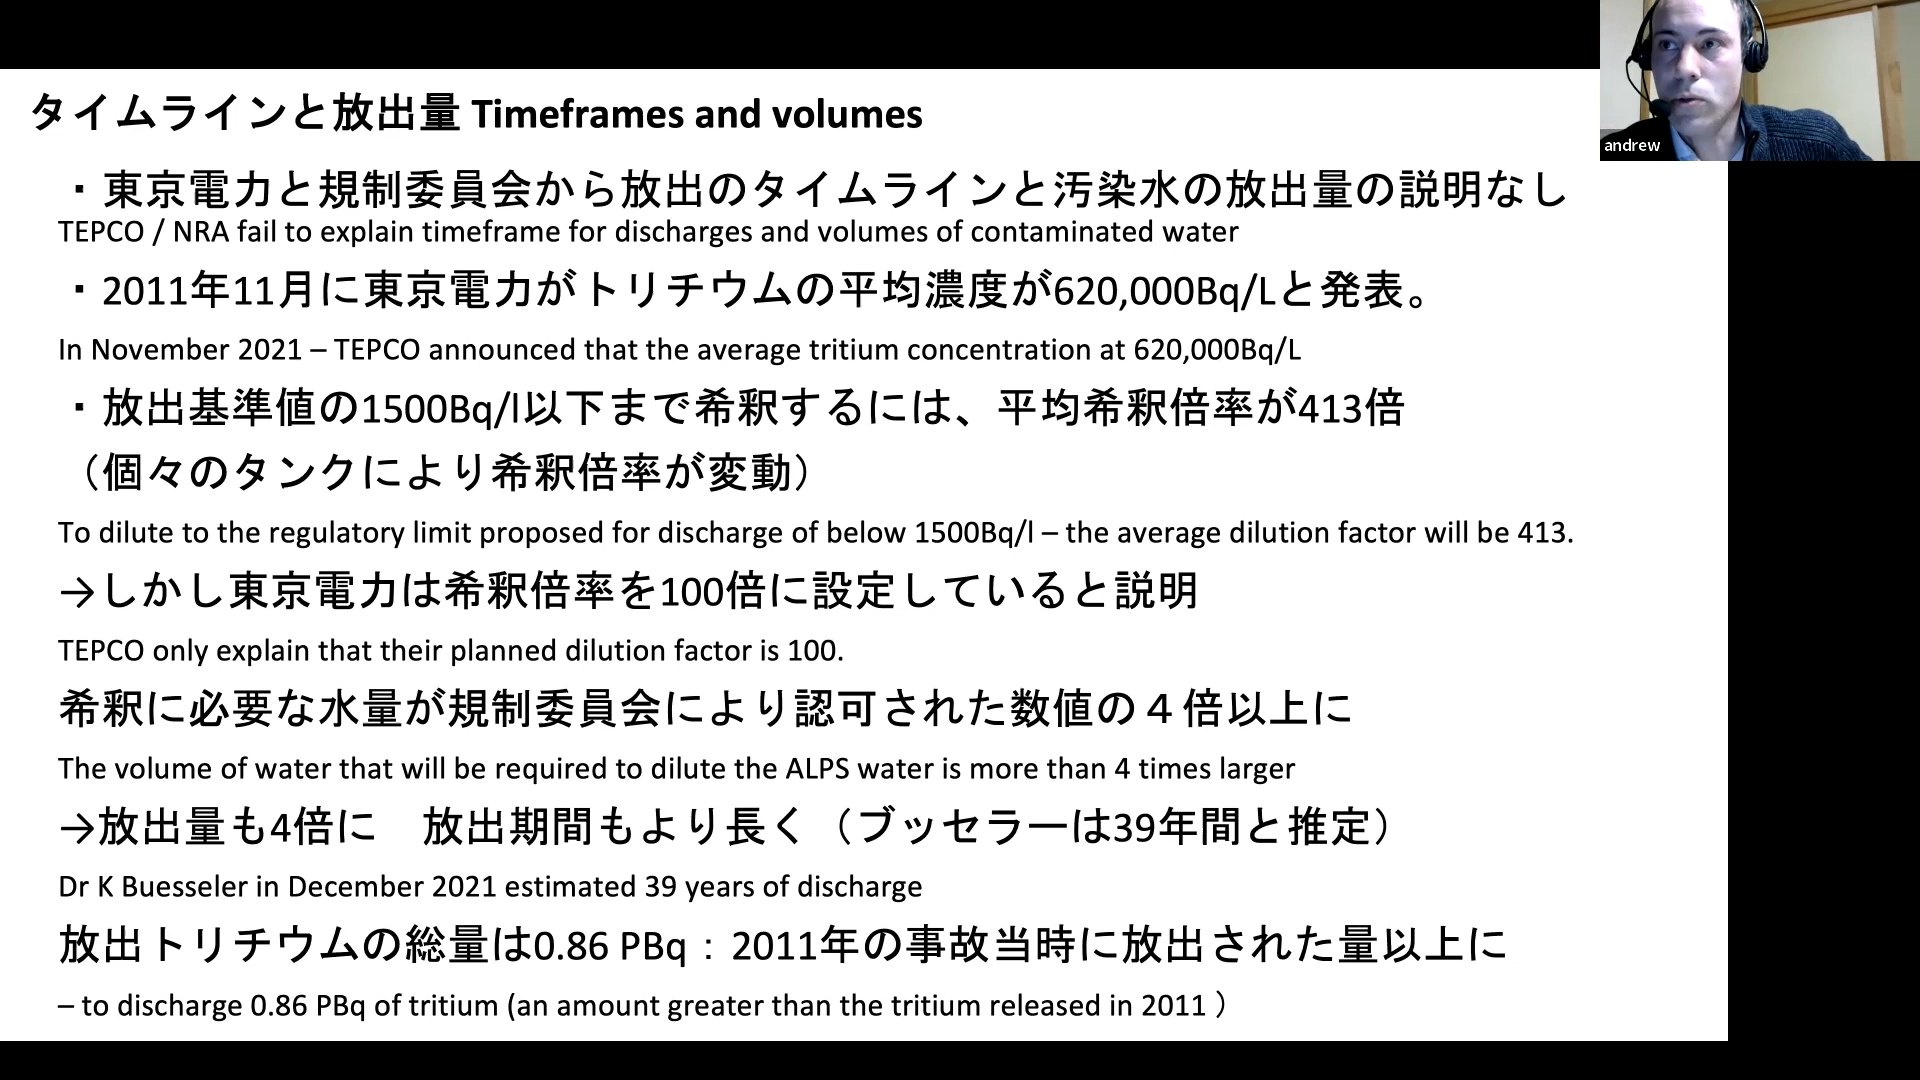 タイムラインと放出量 Timeframes and volumes
andrew
・東京電力と規制委員会から放出のタイムラインと汚染水の放出量の説明なし
TEPCO / NRA fail to explain timeframe for discharges and volumes of contaminated water
・2011年11月に東京電力がトリチウムの平均濃度が620,000Bq/Lと発表。
In November 2021 – TEPCO announced that the average tritium concentration at 620,000Bq/L
・放出基準値の1500Bq/l以下まで希釈するには、平均希釈倍率が413倍
（個々のタンクにより希釈倍率が変動）
To dilute to the regulatory limit proposed for discharge of below 1500Bq/l – the average dilution factor will be 413.
→しかし東京電力は希釈倍率を100倍に設定していると説明
TEPCO only explain that their planned dilution factor is 100.
希釈に必要な水量が規制委員会により認可された数値の４倍以上に
The volume of water that will be required to dilute the ALPS water is more than 4 times larger
→放出量も4倍に　放出期間もより長く（ブッセラーは39年間と推定）
Dr K Buesseler in December 2021 estimated 39 years of discharge
放出トリチウムの総量は0.86 PBq：2011年の事故当時に放出された量以上に
– to discharge 0.86 PBq of tritium (an amount greater than the tritium released in 2011 ）